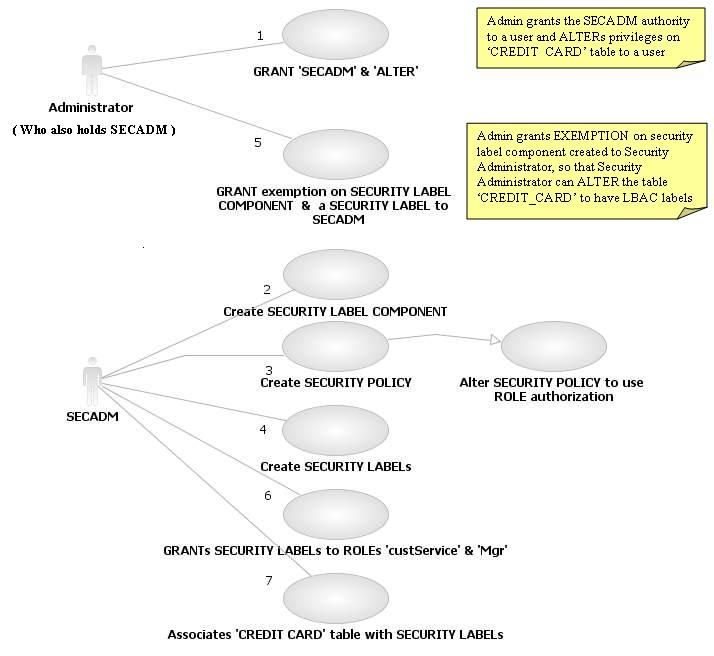 1
Admin grants the SECADM authority
to a user and ALTERs privileges on
‘CREDIT CARD’ table to a user
GRANT 'SECADM' & 'ALTER'
Administrator
( Who also holds SECADM )
5
Admin grants EXEMPTION on security
label component created to Security
Administrator, so that Security
Administrator can ALTER the table
‘CREDIT_CARD’ to have LBAC labels
GRANT exemption on SECURITY LABEL
COMPONENT & a SECURITY LABEL to
SECADM
2
Create SECURITY LABEL COMPONENT
3
Create SECURITY POLICY
Alter SECURITY POLICY to use
ROLE authorization
SECADM
4
Create SECURITY LABELs
6
GRANTs SECURITY LABELs to ROLEs 'custService' & 'Mgr'
7
Associates 'CREDIT CARD' table with SECURITY LABELs